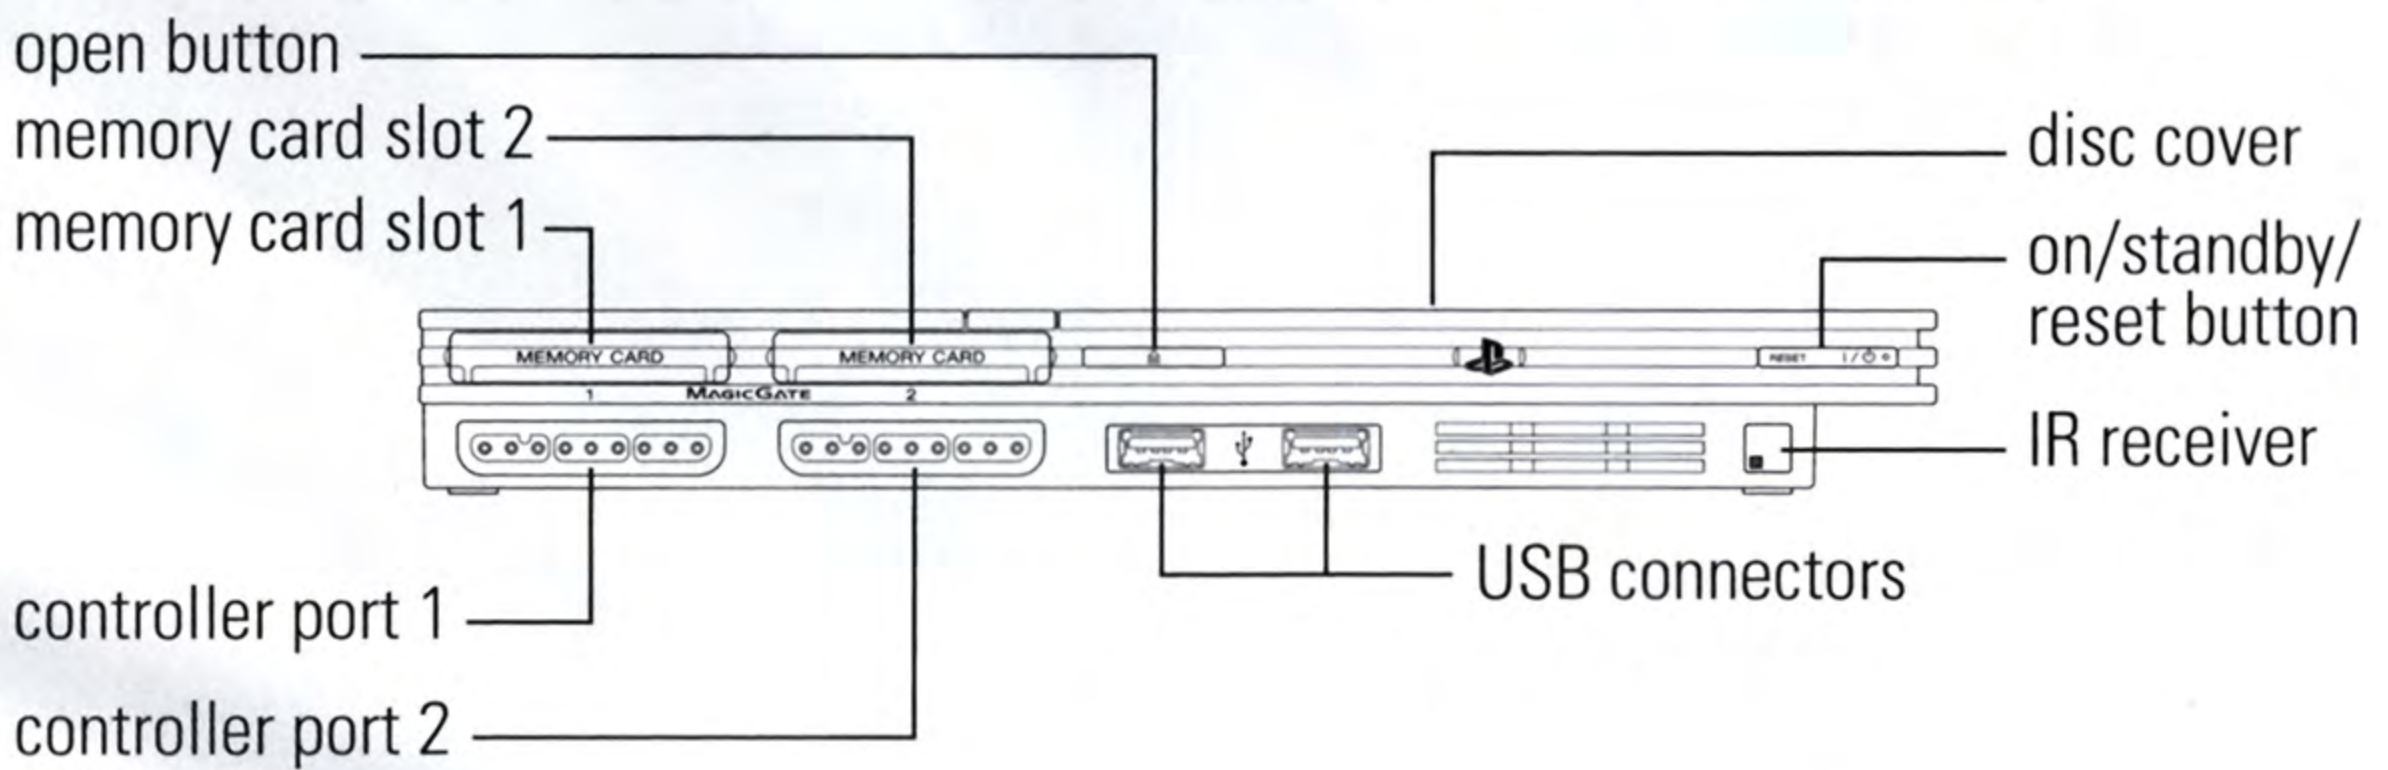 open button
memory card slot 2
memory card slot 1
disc cover
on/standby/
reset button
MEMORY CARD
MEMORY CARD
RESET
1
MAGICGATE
2
IR receiver
USB connectors
controller port 1
controller port 2